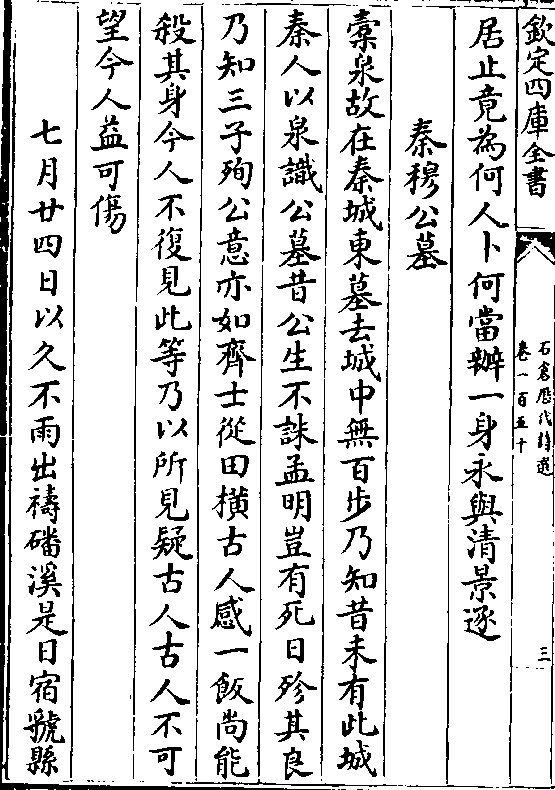 欽定四庫全書
石倉歷代詩選
卷一百五十
三
居止竟為何人卜何當辦一身永與清景逐
秦穆公墓
橐泉故在秦城東墓去城中無百步乃知昔未有此城
秦人以泉識公墓昔公生不誅孟明豈有死日殄其良
乃知三子殉公意亦如齊士從田橫古人感一飯尚能
殺其身今人不復見此等乃以所見疑古人古人不可
望今人益可傷
七月廿四日以久不雨出禱磻溪是日宿虢縣